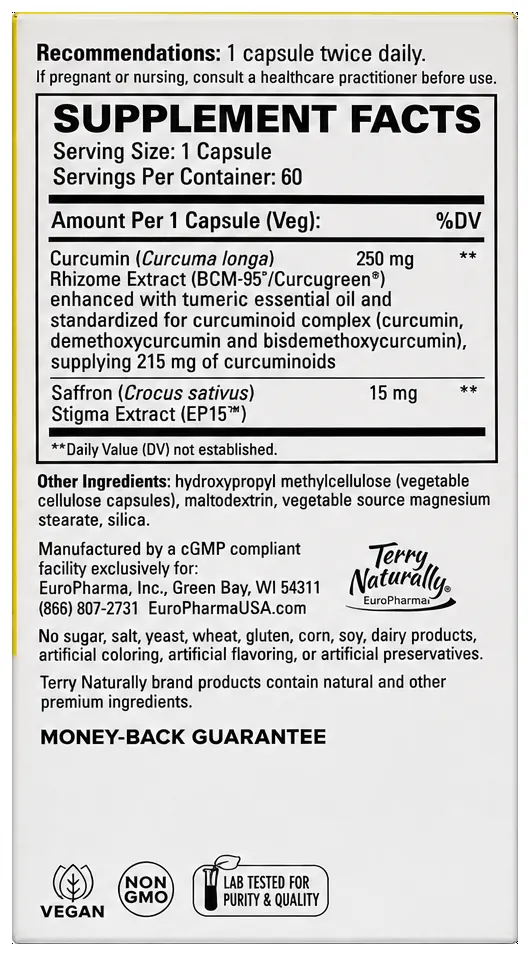 Recommendations: 1 capsule twice daily.
If pregnant or nursing, consult a healthcare practitioner before use.
SUPPLEMENT FACTS
Serving Size: 1 Capsule
Servings Per Container: 60
Amount Per 1 Capsule (Veg): %DV
Curcumin (Curcuma longa) 250 mg **
Rhizome Extract (BCM-95®/Curcugreen®)
enhanced with tumeric essential oil and
standardized for curcuminoid complex (curcumin,
demethoxycurcumin and bisdemethoxycurcumin),
supplying 215 mg of curcuminoids
Saffron (Crocus sativus) 15 mg **
Stigma Extract (EP15™)
**Daily Value (DV) not established.
Other Ingredients: hydroxypropyl methylcellulose (vegetable
cellulose capsules), maltodextrin, vegetable source magnesium
stearate, silica.
Manufactured by a cGMP compliant
facility exclusively for:
EuroPharma, Inc., Green Bay, WI 54311
(866) 807-2731 EuroPharmaUSA.com
Terry
Naturally®
EuroPharma
No sugar, salt, yeast, wheat, gluten, corn, soy, dairy products,
artificial coloring, artificial flavoring, or artificial preservatives.
Terry Naturally brand products contain natural and other
premium ingredients.
MONEY-BACK GUARANTEE
VEGAN
NON
GMO
LAB TESTED FOR
PURITY & QUALITY